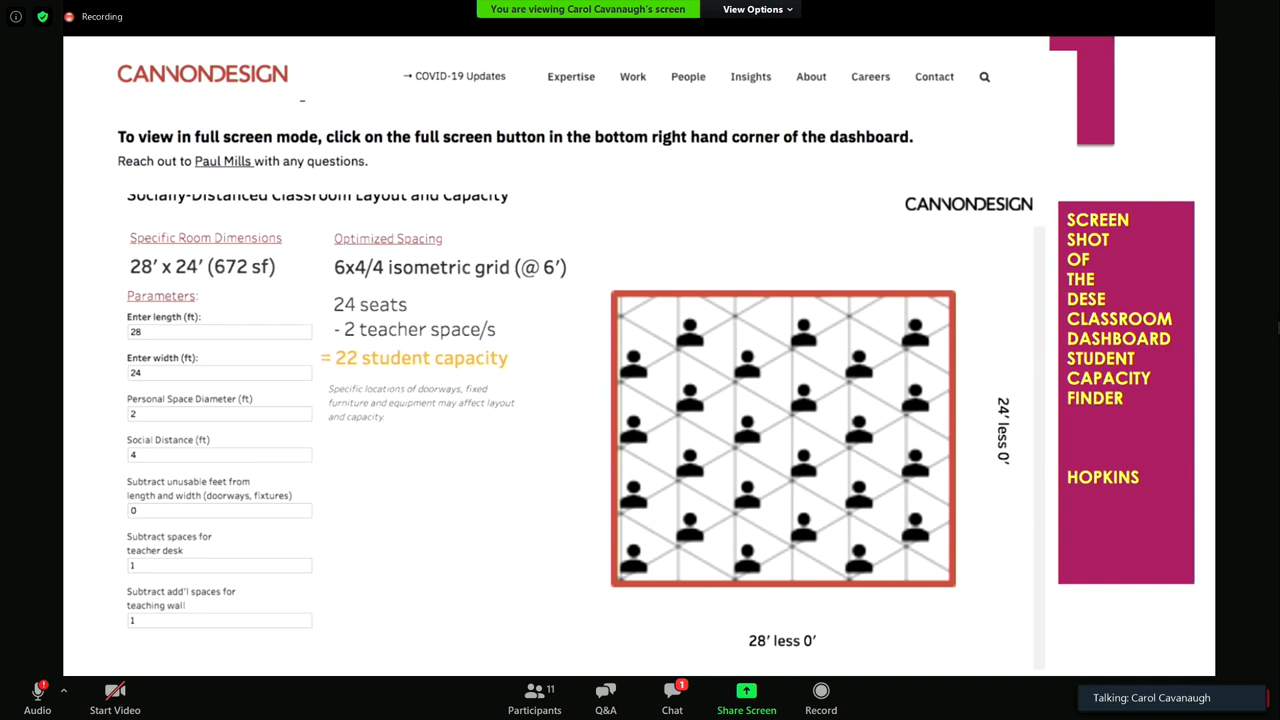 Recording
You are viewing Carol Cavanaugh's screen
View Options
CANNONDESIGN
→ COVID-19 Updates
Expertise
Work
People
Insights
About
Careers
Contact
1
To view in full screen mode, click on the full screen button in the bottom right hand corner of the dashboard.
Reach out to Paul Mills with any questions.
Socially-Distanced Classroom Layout and Capacity
CANNONDESIGN
Specific Room Dimensions
28' x 24' (672 sf)
Parameters:
Enter length (ft):
28
Enter width (ft):
24
Personal Space Diameter (ft)
2
Social Distance (ft)
4
Subtract unusable feet from
length and width (doorways, fixtures)
0
Subtract spaces for
teacher desk
1
Subtract add'l spaces for
teaching wall
1
Optimized Spacing
6x4/4 isometric grid (@ 6')
24 seats
- 2 teacher space/s
= 22 student capacity
Specific locations of doorways, fixed
furniture and equipment may affect layout
and capacity.
24' less 0'
28' less 0'
SCREEN
SHOT
OF
THE
DESE
CLASSROOM
DASHBOARD
STUDENT
CAPACITY
FINDER
HOPKINS
Audio
Start Video
Participants
11
Q&A
Chat
1
Share Screen
Record
Talking: Carol Cavanaugh